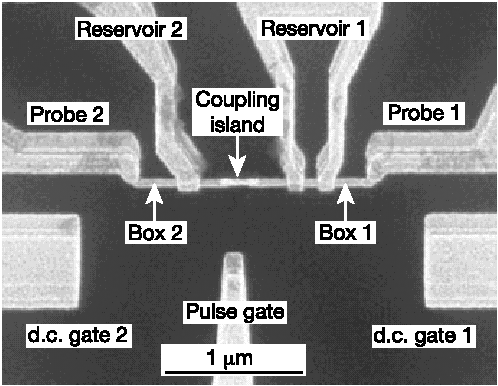 Reservoir 2
Reservoir 1
Probe 2
Coupling
island
Probe 1
Box 2
Box 1
Pulse gate
d.c. gate 2
d.c. gate 1
1 μm